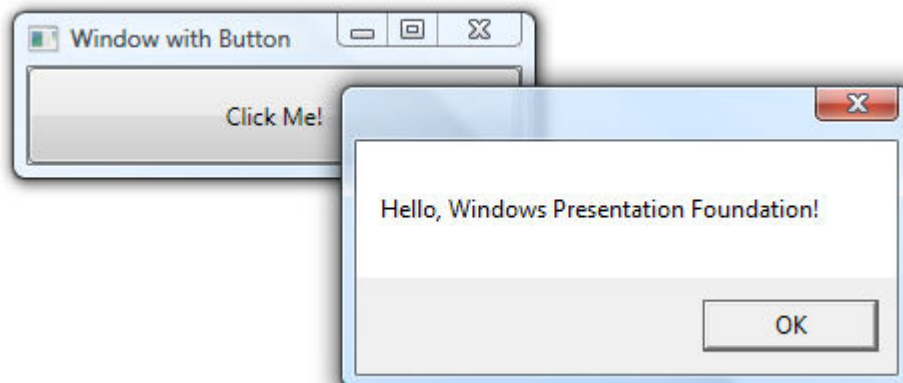 Window with Button
Click Me!
Hello, Windows Presentation Foundation!
OK